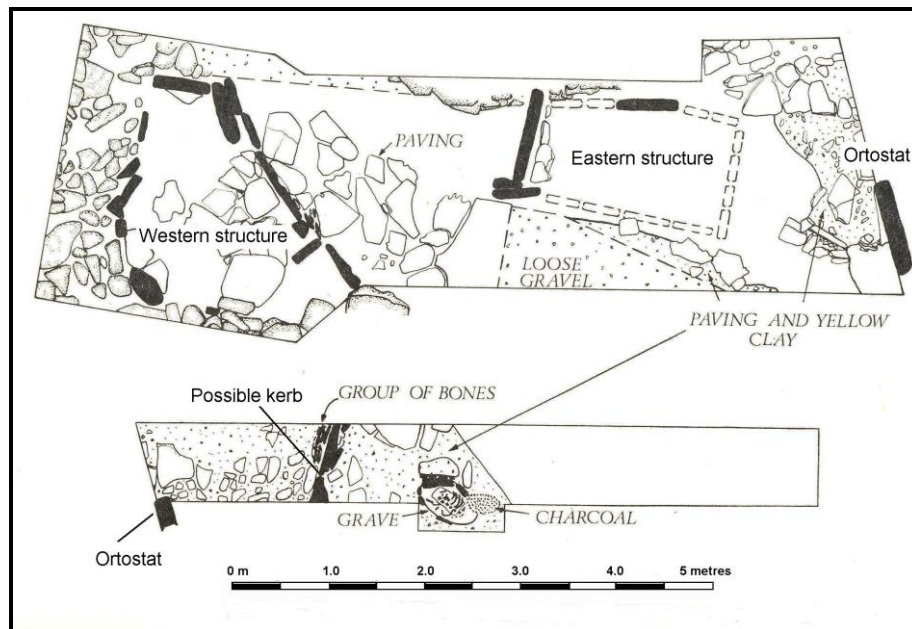 PAVING
Eastern structure
Ortostat
Western structure
LOOSE
GRAVEL
PAVING AND YELLOW
CLAY
Possible kerb
GROUP OF BONES
GRAVE
CHARCOAL
Ortostat
0 m 1.0 2.0 3.0 4.0 5 metres